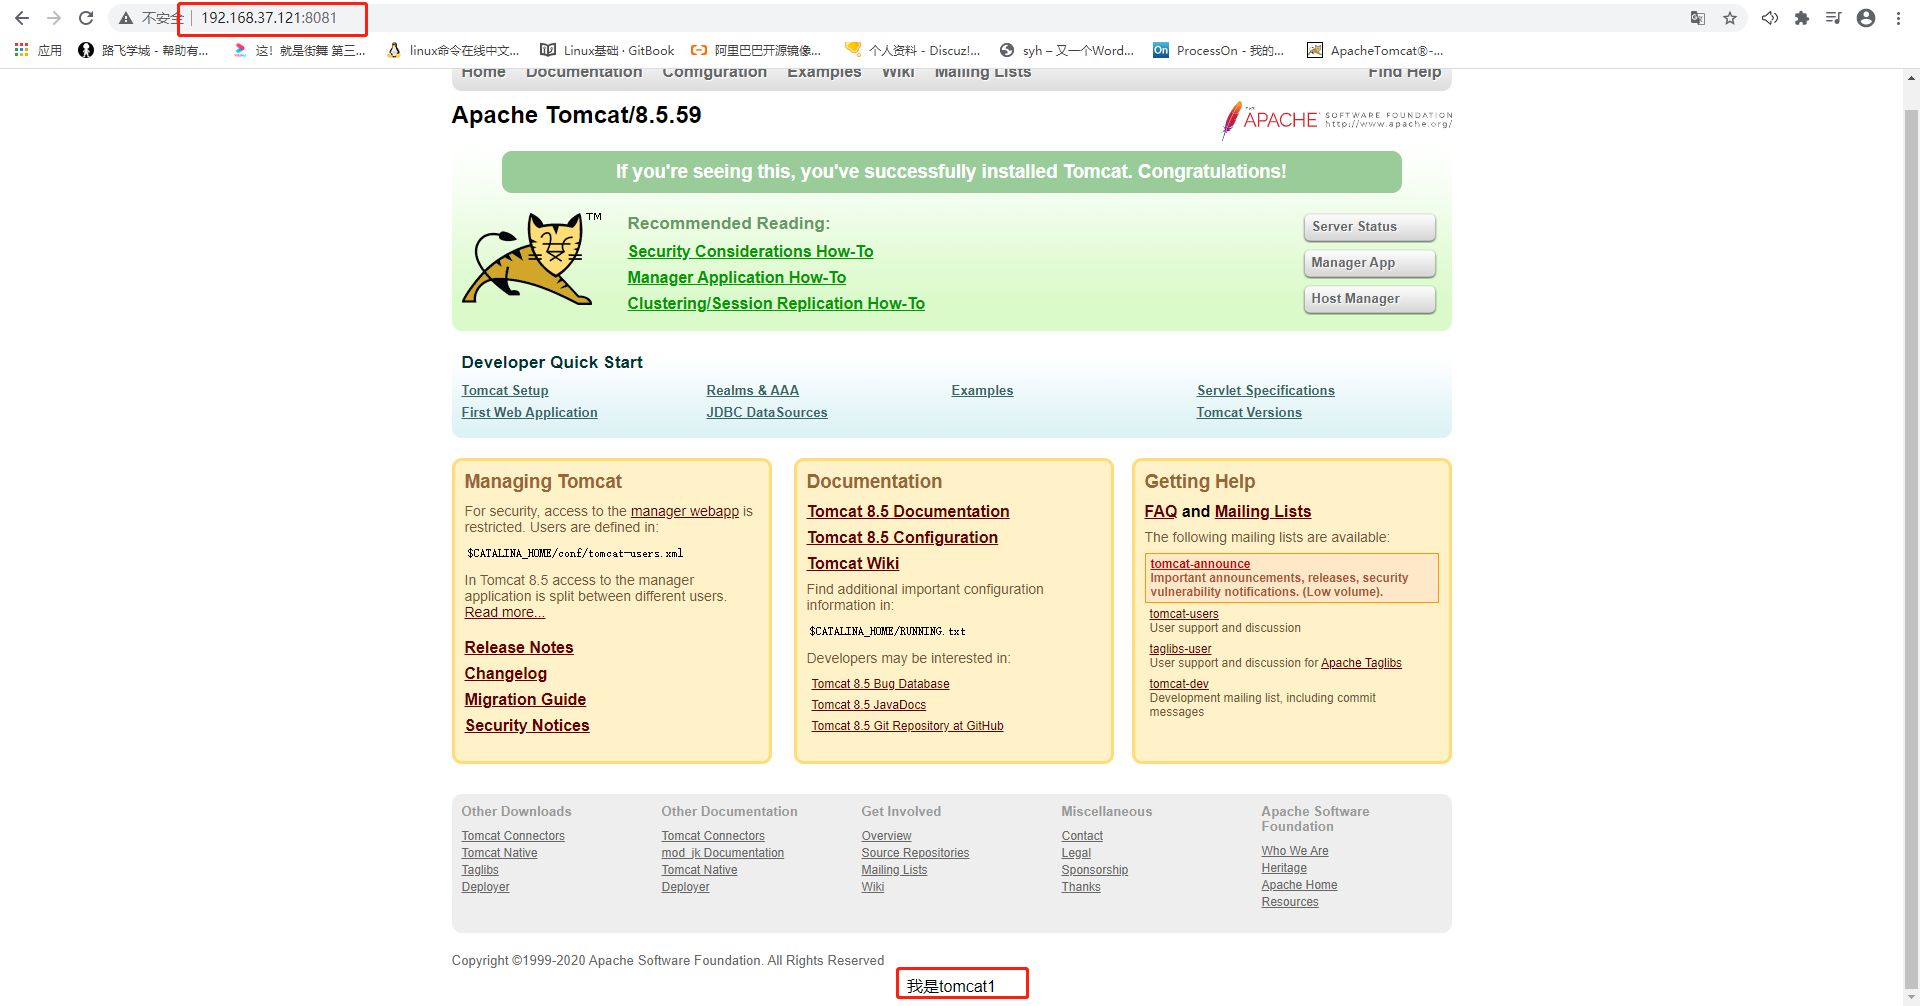 不安全 192.168.37.121:8081
应用 路飞学城 - 帮助有... 这！就是街舞 第三... linux命令在线中文... Linux基础 · GitBook 阿里巴巴开源镜像... 个人资料 - Discuz!... syh – 又一个Word... On ProcessOn - 我的... ApacheTomcat®-...
Home Documentation Configuration Examples Wiki Mailing Lists Find Help
Apache Tomcat/8.5.59
THE APACHE SOFTWARE FOUNDATION
http://www.apache.org/
If you're seeing this, you've successfully installed Tomcat. Congratulations!
TM
Recommended Reading:
Security Considerations How-To
Manager Application How-To
Clustering/Session Replication How-To
Server Status
Manager App
Host Manager
Developer Quick Start
Tomcat Setup Realms & AAA Examples Servlet Specifications
First Web Application JDBC DataSources Tomcat Versions
Managing Tomcat
For security, access to the manager webapp is
restricted. Users are defined in:
$CATALINA_HOME/conf/tomcat-users.xml
In Tomcat 8.5 access to the manager
application is split between different users.
Read more...
Release Notes
Changelog
Migration Guide
Security Notices
Documentation
Tomcat 8.5 Documentation
Tomcat 8.5 Configuration
Tomcat Wiki
Find additional important configuration
information in:
$CATALINA_HOME/RUNNING.txt
Developers may be interested in:
Tomcat 8.5 Bug Database
Tomcat 8.5 JavaDocs
Tomcat 8.5 Git Repository at GitHub
Getting Help
FAQ and Mailing Lists
The following mailing lists are available:
tomcat-announce
Important announcements, releases, security
vulnerability notifications. (Low volume).
tomcat-users
User support and discussion
taglibs-user
User support and discussion for Apache Taglibs
tomcat-dev
Development mailing list, including commit
messages
Other Downloads
Tomcat Connectors
Tomcat Native
Taglibs
Deployer
Other Documentation
Tomcat Connectors
mod_jk Documentation
Tomcat Native
Deployer
Get Involved
Overview
Source Repositories
Mailing Lists
Wiki
Miscellaneous
Contact
Legal
Sponsorship
Thanks
Apache Software
Foundation
Who We Are
Heritage
Apache Home
Resources
Copyright ©1999-2020 Apache Software Foundation. All Rights Reserved
我是tomcat1